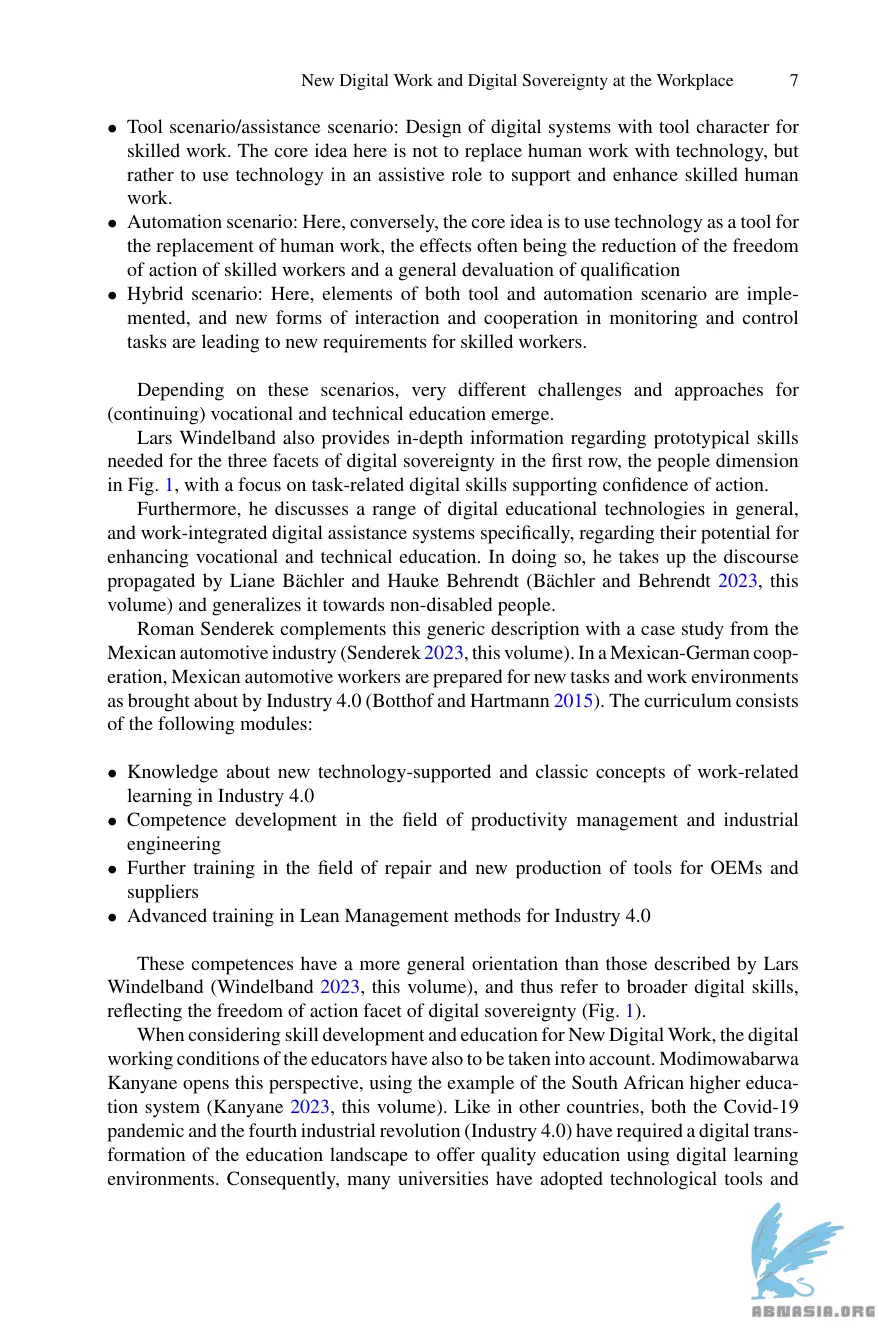 New Digital Work and Digital Sovereignty at the Workplace 7
• Tool scenario/assistance scenario: Design of digital systems with tool character for
skilled work. The core idea here is not to replace human work with technology, but
rather to use technology in an assistive role to support and enhance skilled human
work.
• Automation scenario: Here, conversely, the core idea is to use technology as a tool for
the replacement of human work, the effects often being the reduction of the freedom
of action of skilled workers and a general devaluation of qualification
• Hybrid scenario: Here, elements of both tool and automation scenario are imple-
mented, and new forms of interaction and cooperation in monitoring and control
tasks are leading to new requirements for skilled workers.
Depending on these scenarios, very different challenges and approaches for
(continuing) vocational and technical education emerge.
Lars Windelband also provides in-depth information regarding prototypical skills
needed for the three facets of digital sovereignty in the first row, the people dimension
in Fig. 1, with a focus on task-related digital skills supporting confidence of action.
Furthermore, he discusses a range of digital educational technologies in general,
and work-integrated digital assistance systems specifically, regarding their potential for
enhancing vocational and technical education. In doing so, he takes up the discourse
propagated by Liane Bächler and Hauke Behrendt (Bächler and Behrendt 2023, this
volume) and generalizes it towards non-disabled people.
Roman Senderek complements this generic description with a case study from the
Mexican automotive industry (Senderek 2023, this volume). In a Mexican-German coop-
eration, Mexican automotive workers are prepared for new tasks and work environments
as brought about by Industry 4.0 (Botthof and Hartmann 2015). The curriculum consists
of the following modules:
• Knowledge about new technology-supported and classic concepts of work-related
learning in Industry 4.0
• Competence development in the field of productivity management and industrial
engineering
• Further training in the field of repair and new production of tools for OEMs and
suppliers
• Advanced training in Lean Management methods for Industry 4.0
These competences have a more general orientation than those described by Lars
Windelband (Windelband 2023, this volume), and thus refer to broader digital skills,
reflecting the freedom of action facet of digital sovereignty (Fig. 1).
When considering skill development and education for New Digital Work, the digital
working conditions of the educators have also to be taken into account. Modimowabarwa
Kanyane opens this perspective, using the example of the South African higher educa-
tion system (Kanyane 2023, this volume). Like in other countries, both the Covid-19
pandemic and the fourth industrial revolution (Industry 4.0) have required a digital trans-
formation of the education landscape to offer quality education using digital learning
environments. Consequently, many universities have adopted technological tools and
ABNASIA.ORG